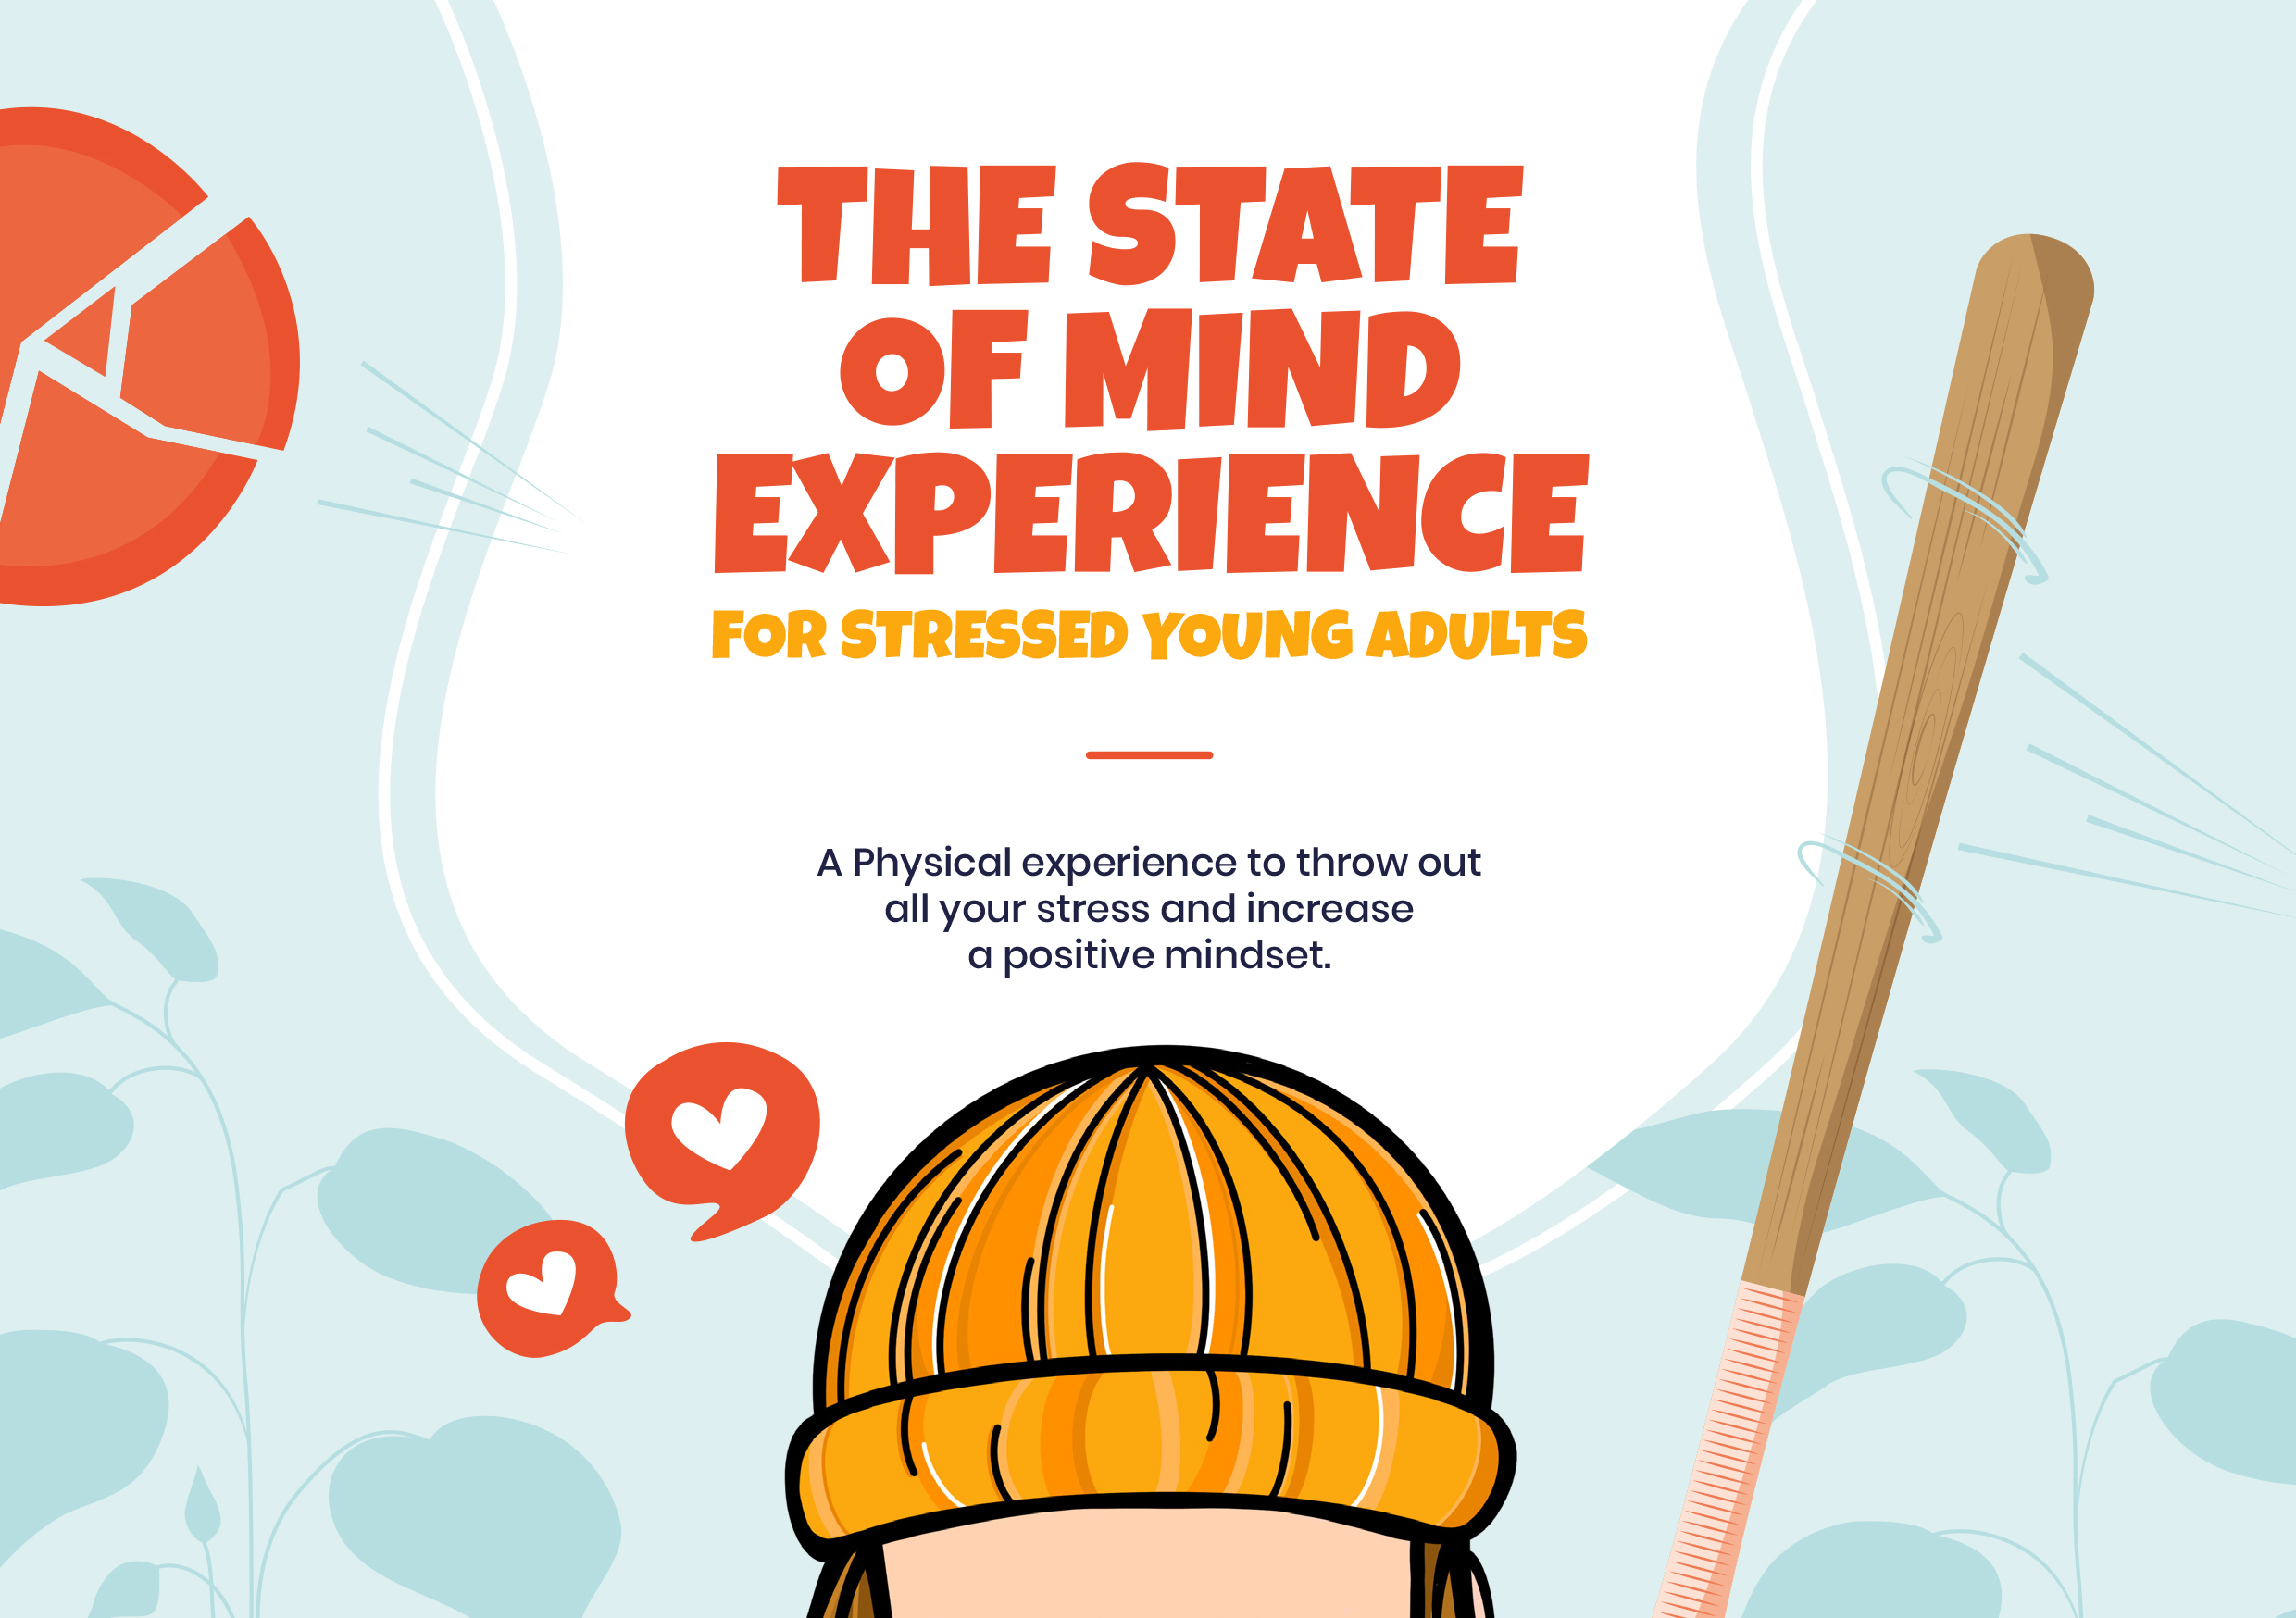 THE STATE
OF MIND
EXPERIENCE
FOR STRESSED YOUNG ADULTS
A Physical experience to throw out
all your stress and increase
a positive mindset.